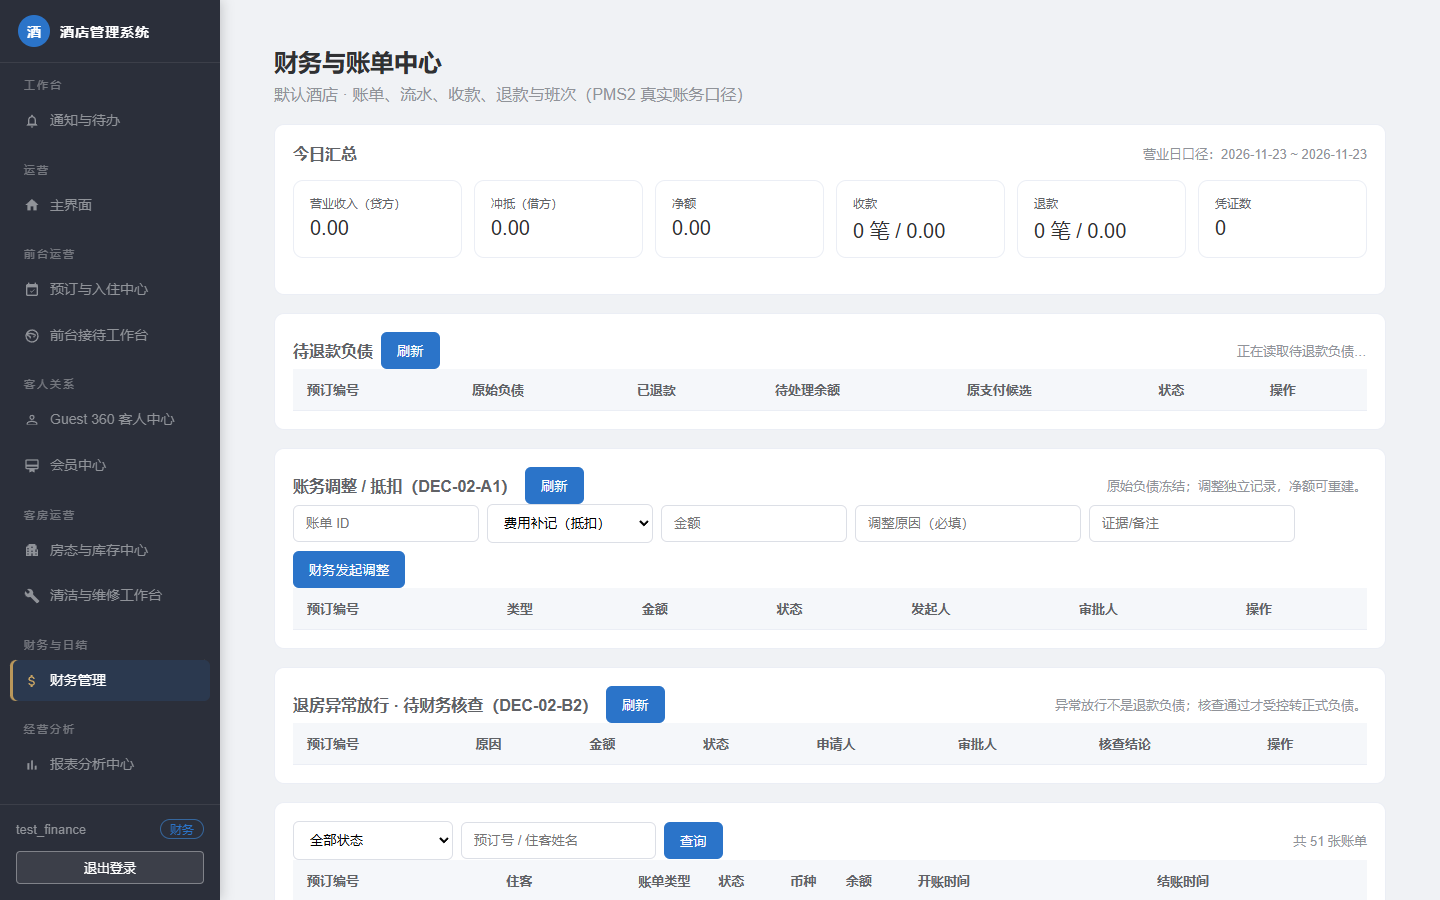 酒 酒店管理系统
工作台
通知与待办
运营
主界面
前台运营
预订与入住中心
前台接待工作台
客人关系
Guest 360 客人中心
会员中心
客房运营
房态与库存中心
清洁与维修工作台
财务与日结
$ 财务管理
经营分析
报表分析中心
test_finance 财务
退出登录
财务与账单中心
默认酒店 · 账单、流水、收款、退款与班次（PMS2 真实账务口径）
今日汇总 营业日口径：2026-11-23 ~ 2026-11-23
营业收入（贷方） 冲抵（借方） 净额 收款 退款 凭证数
0.00 0.00 0.00 0 笔 / 0.00 0 笔 / 0.00 0
待退款负债 刷新 正在读取待退款负债...
预订编号 原始负债 已退款 待处理余额 原支付候选 状态 操作
账务调整 / 抵扣（DEC-02-A1） 刷新 原始负债冻结；调整独立记录，净额可重建。
账单 ID 费用补记（抵扣） 金额 调整原因（必填） 证据/备注
财务发起调整
预订编号 类型 金额 状态 发起人 审批人 操作
退房异常放行 · 待财务核查（DEC-02-B2） 刷新 异常放行不是退款负债；核查通过才受控转正式负债。
预订编号 原因 金额 状态 申请人 审批人 核查结论 操作
全部状态 预订号 / 住客姓名 查询 共 51 张账单
预订编号 住客 账单类型 状态 币种 余额 开账时间 结账时间